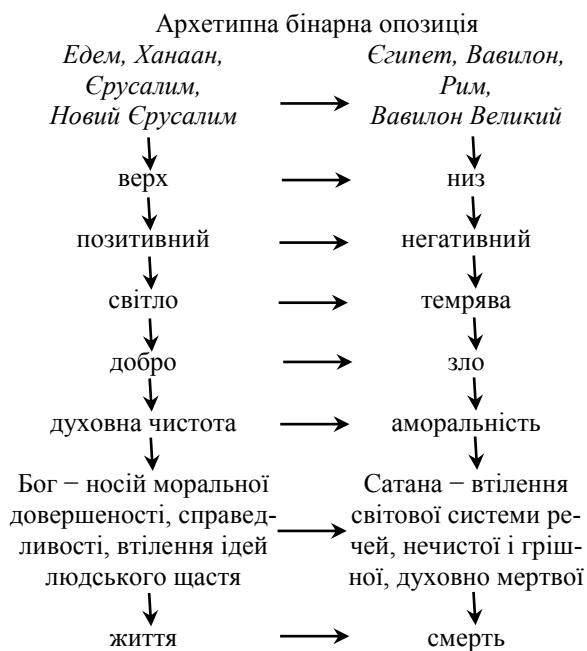 Архетипна бінарна опозиція
Едем, Ханаан,
Єрусалим,
Новий Єрусалим
Єгипет, Вавилон,
Рим,
Вавилон Великий
верх
низ
позитивний
негативний
світло
темрява
добро
зло
духовна чистота
аморальність
Бог − носій моральної
довершеності, справед-
ливості, втілення ідей
людського щастя
Сатана − втілення
світової системи ре-
чей, нечистої і гріш-
ної, духовно мертвої
життя
смерть